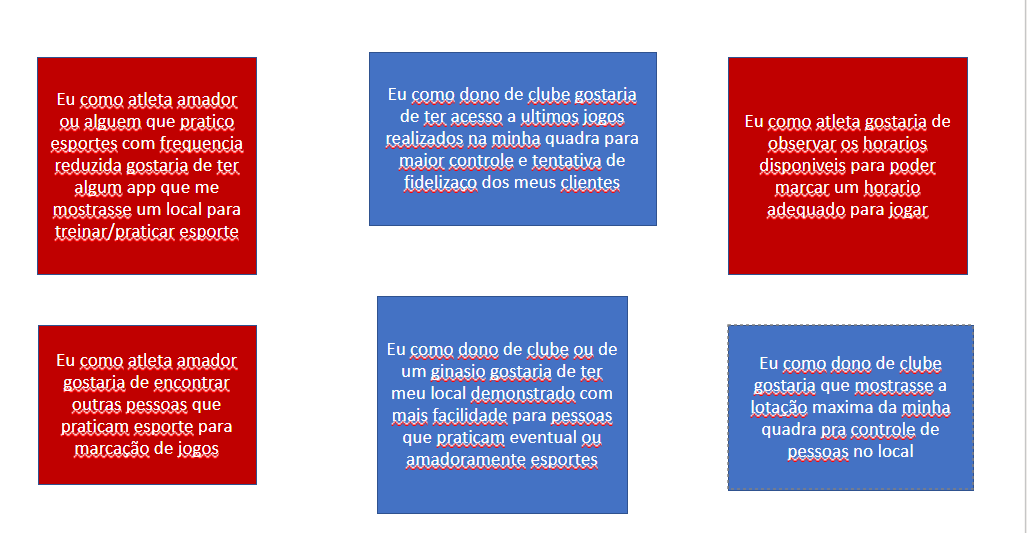 Eu como atleta amador
ou alguem que pratico
esportes com frequencia
reduzida gostaria de ter
algum app que me
mostrasse um local para
treinar/praticar esporte
Eu como dono de clube gostaria
de ter acesso a ultimos jogos
realizados na minha quadra para
maior controle e tentativa de
fidelizaço dos meus clientes
Eu como atleta gostaria de
observar os horarios
disponiveis para poder
marcar um horario
adequado para jogar
Eu como atleta amador
gostaria de encontrar
outras pessoas que
praticam esporte para
marcação de jogos
Eu como dono de clube ou de
um ginasio gostaria de ter
meu local demonstrado com
mais facilidade para pessoas
que praticam eventual ou
amadoramente esportes
Eu como dono de clube
gostaria que mostrasse a
lotação maxima da minha
quadra pra controle de
pessoas no local